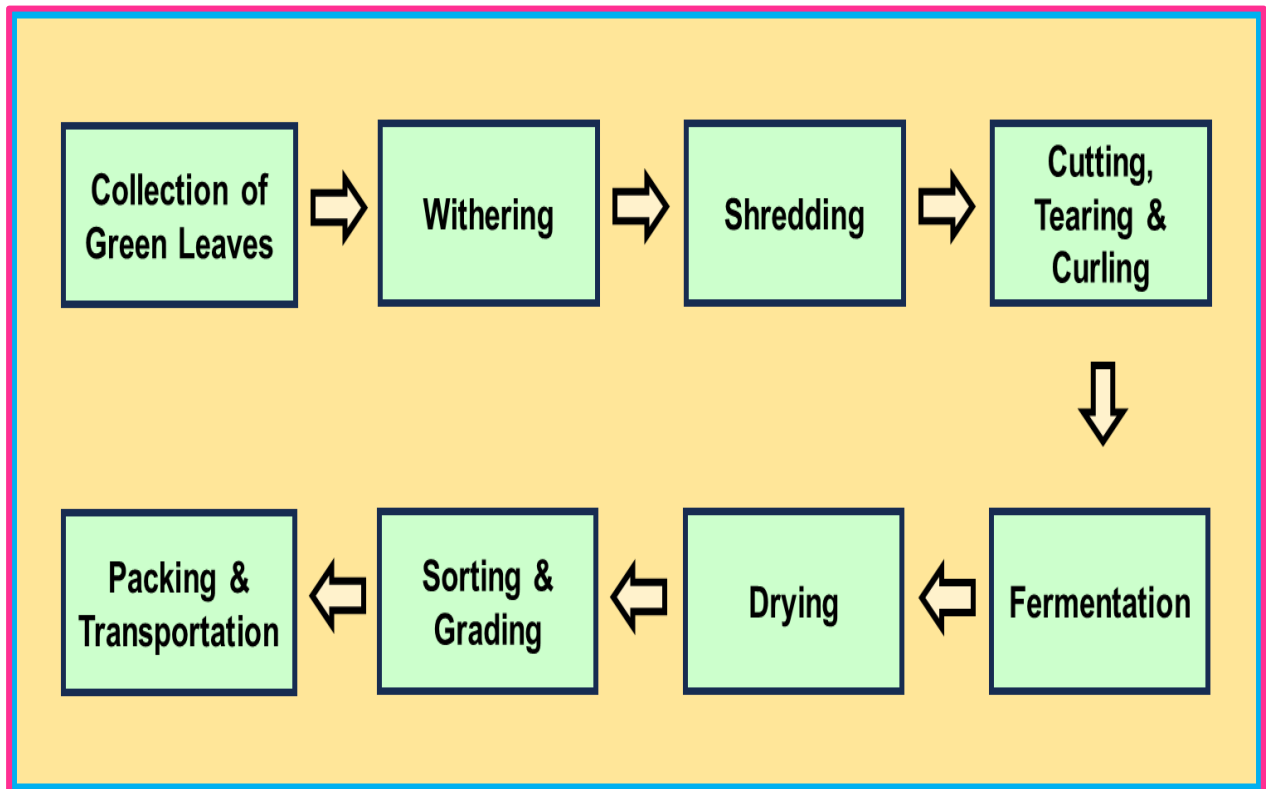 Collection of
Green Leaves
Withering
Shredding
Cutting,
Tearing &
Curling
Fermentation
Drying
Sorting &
Grading
Packing &
Transportation